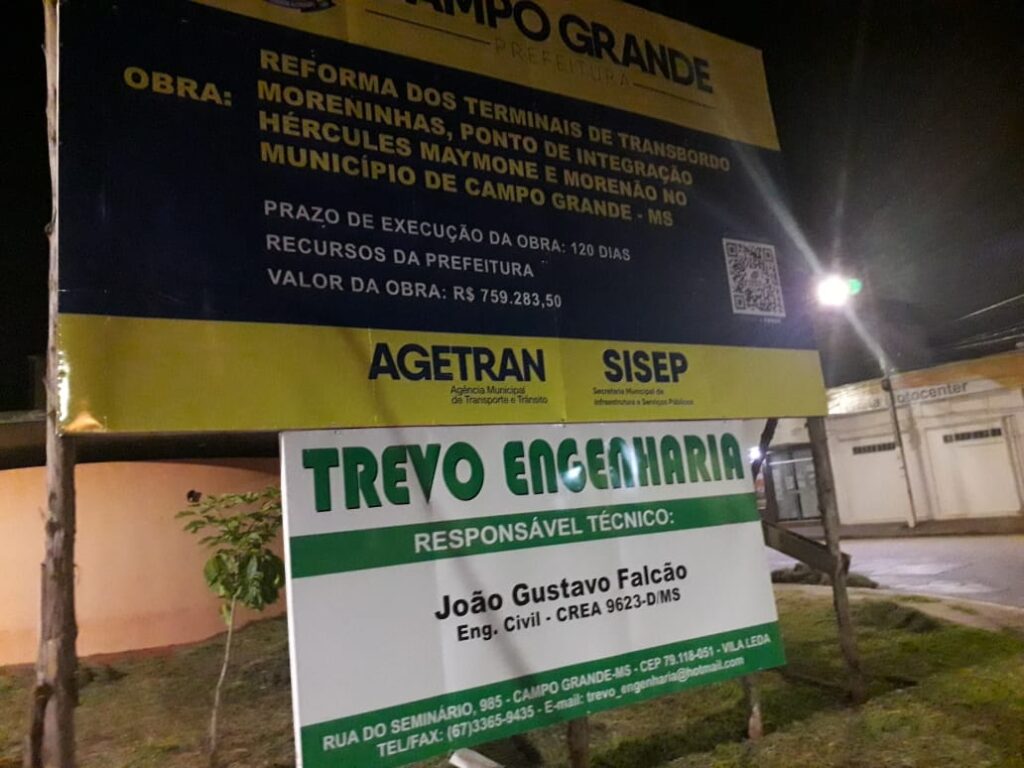 CAMPO GRANDE
PREFEITURA
OBRA:
REFORMA DOS TERMINAIS DE TRANSBORDO
MORENINHAS, PONTO DE INTEGRAÇÃO
HÉRCULES MAYMONE E MORENÃO NO
MUNICÍPIO DE CAMPO GRANDE - MS
PRAZO DE EXECUÇÃO DA OBRA: 120 DIAS
RECURSOS DA PREFEITURA
VALOR DA OBRA: R$ 759.283,50
AGETRAN
Agência Municipal
de Transporte e Trânsito
SISEP
Secretaria Municipal de
Infraestrutura e Serviços Públicos
TREVO ENGENHARIA
RESPONSÁVEL TÉCNICO:
João Gustavo Falcão
Eng. Civil - CREA 9623-D/MS
RUA DO SEMINÁRIO, 985 - CAMPO GRANDE-MS - CEP 79.118-051 - VILA LEDA
TEL/FAX: (67)3365-9435 - E-mail: trevo_engenharia@hotmail.com